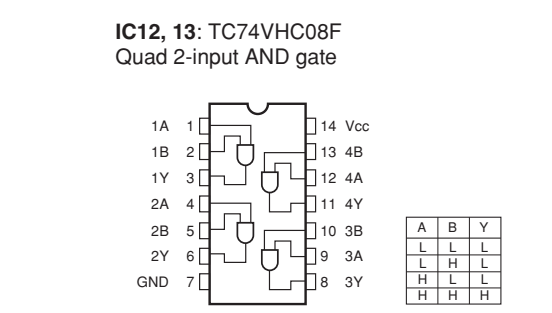 IC12, 13: TC74VHC08F
Quad 2-input AND gate
1A 1 14 Vcc
1B 2 13 4B
1Y 3 12 4A
2A 4 11 4Y
2B 5 10 3B
2Y 6 9 3A
GND 7 8 3Y
A B Y
L L L
L H L
H L L
H H H